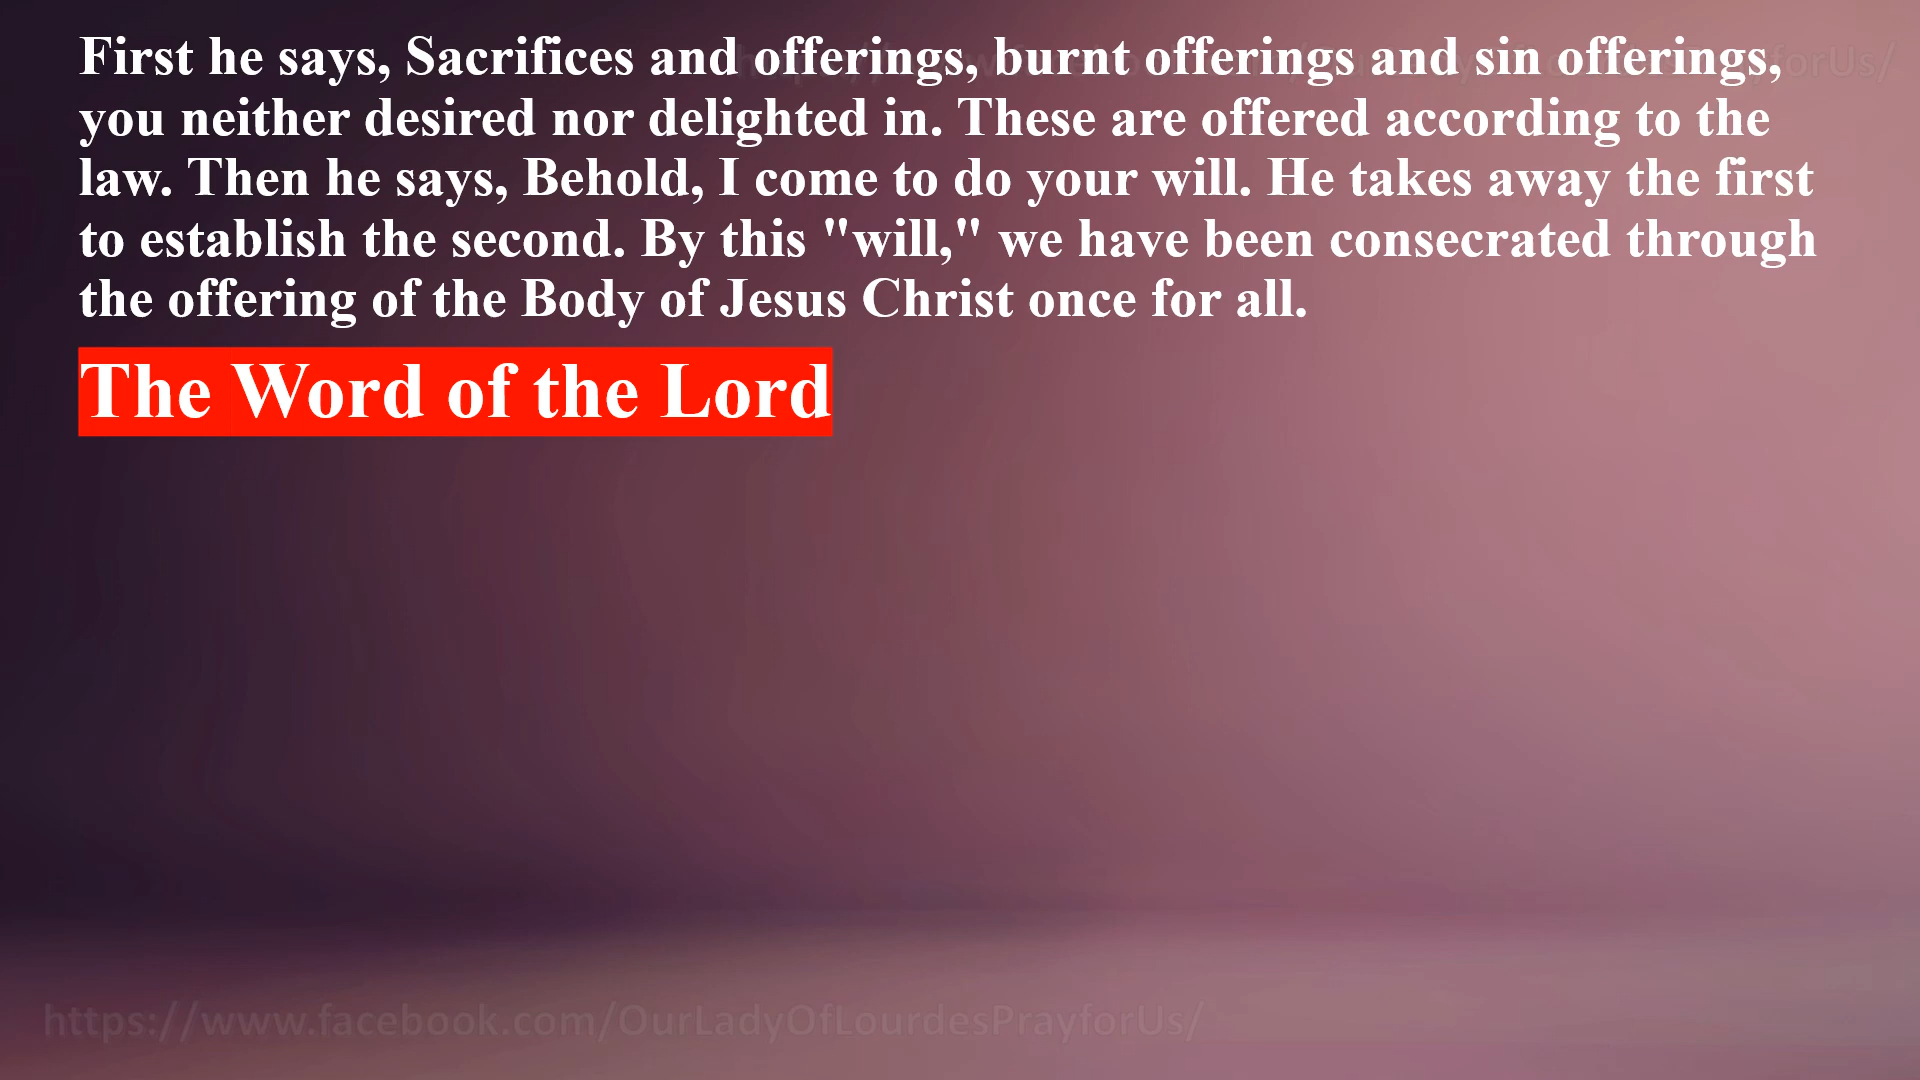 First he says, Sacrifices and offerings, burnt offerings and sin offerings,
you neither desired nor delighted in. These are offered according to the
law. Then he says, Behold, I come to do your will. He takes away the first
to establish the second. By this "will," we have been consecrated through
the offering of the Body of Jesus Christ once for all.
The Word of the Lord
https://www.facebook.com/OurLadyOfLourdesPrayforUs/